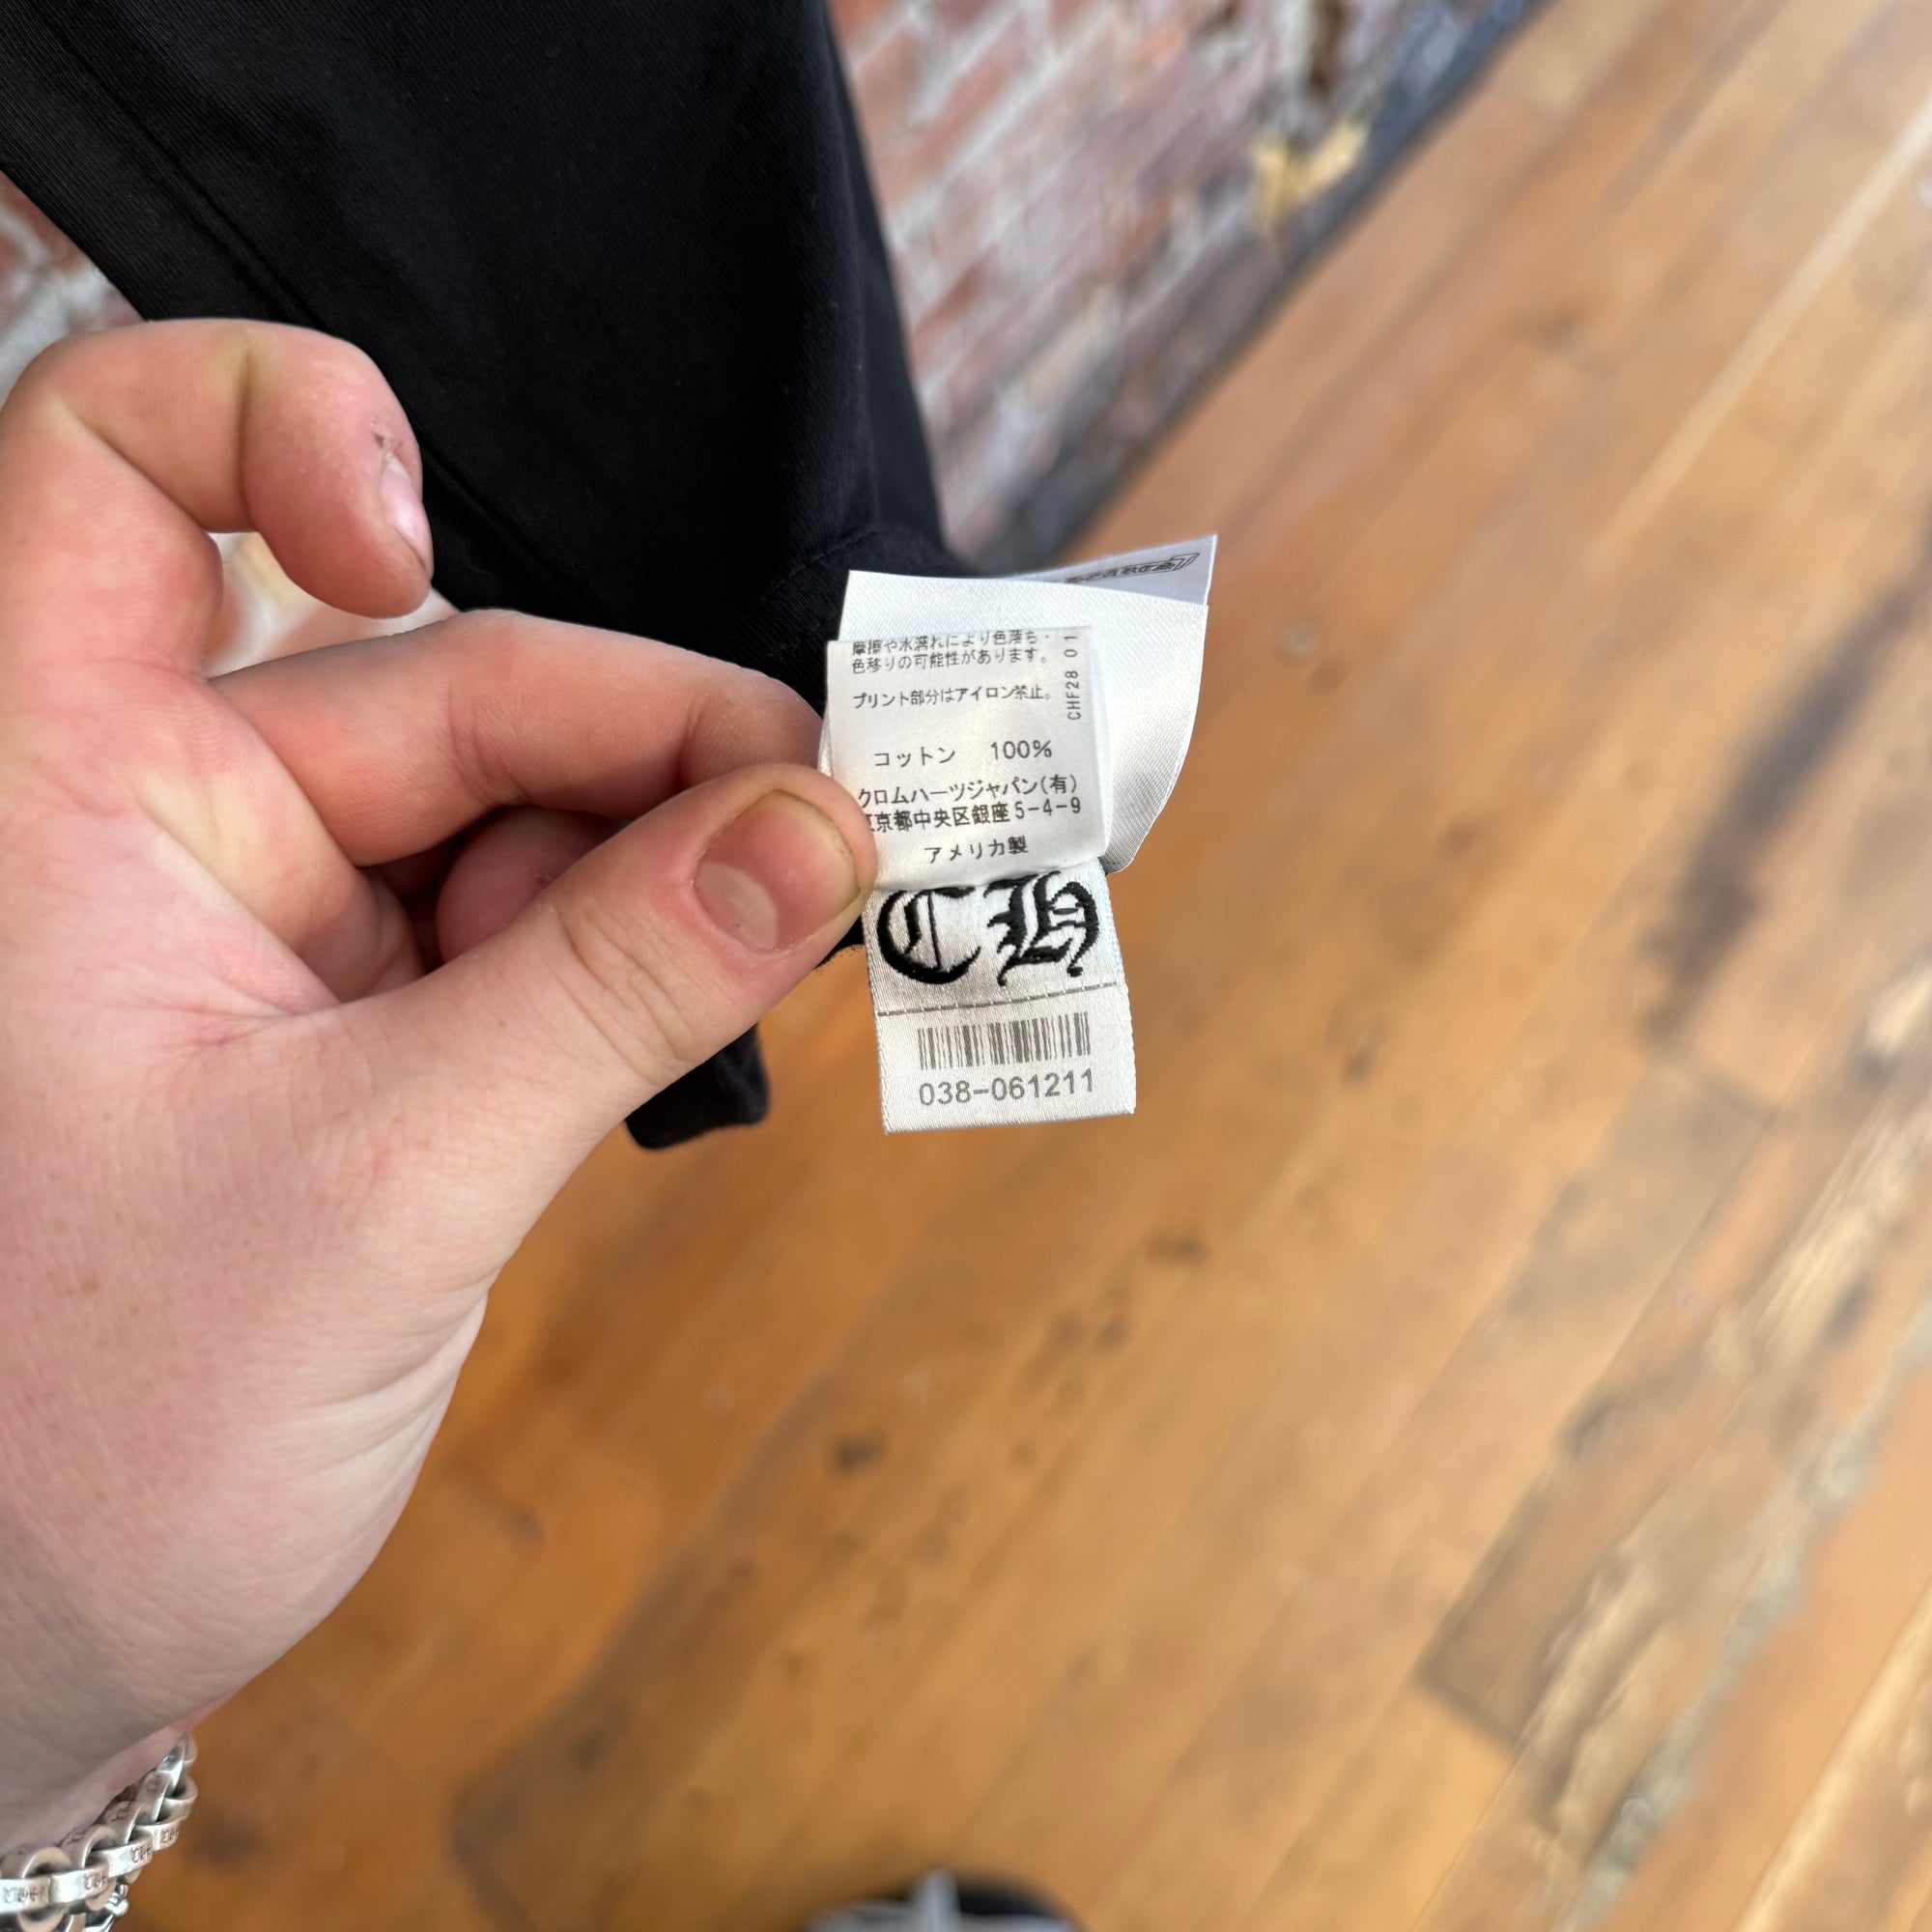 摩擦や水濡れにより色落ち・
色移りの可能性があります。
プリント部分はアイロン禁止。
CHF28 01
コットン 100%
クロムハーツジャパン(有)
京都中央区銀座5-4-9
アメリカ製
CH
038-061211